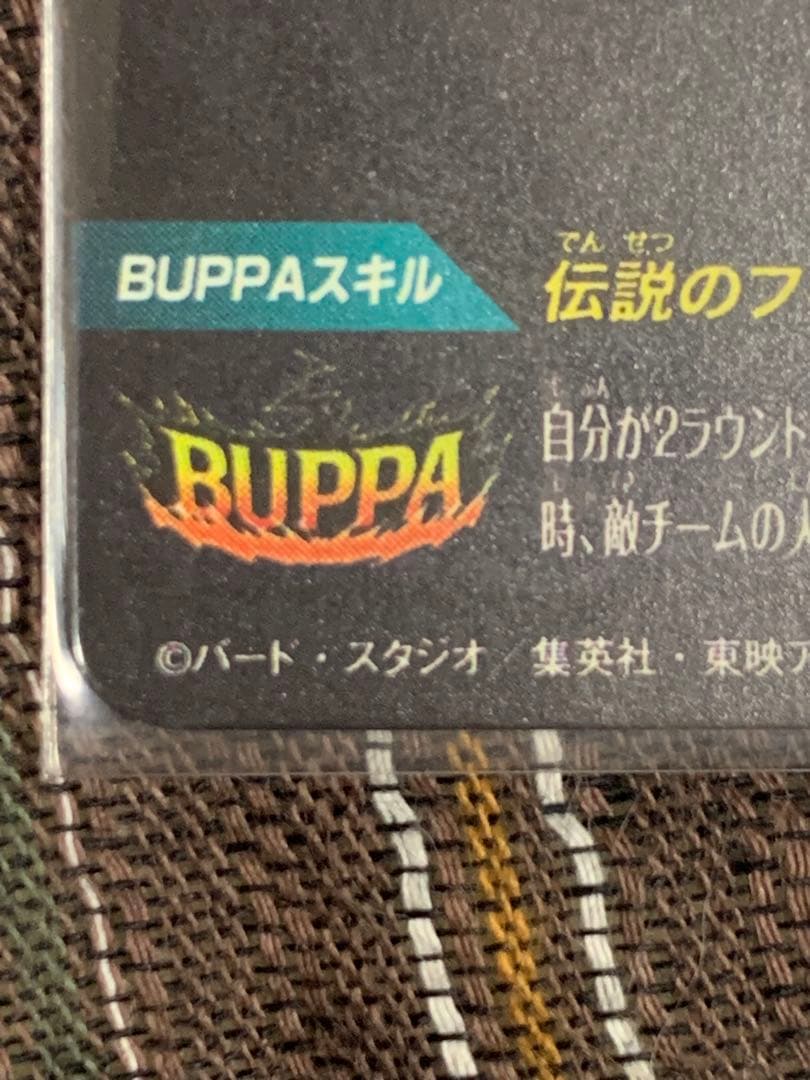 BUPPAスキル
でん せつ
伝説のフ
BUPPA
自分が2ラウンド
時、敵チームの
©バード・スタジオ／集英社・東映ア